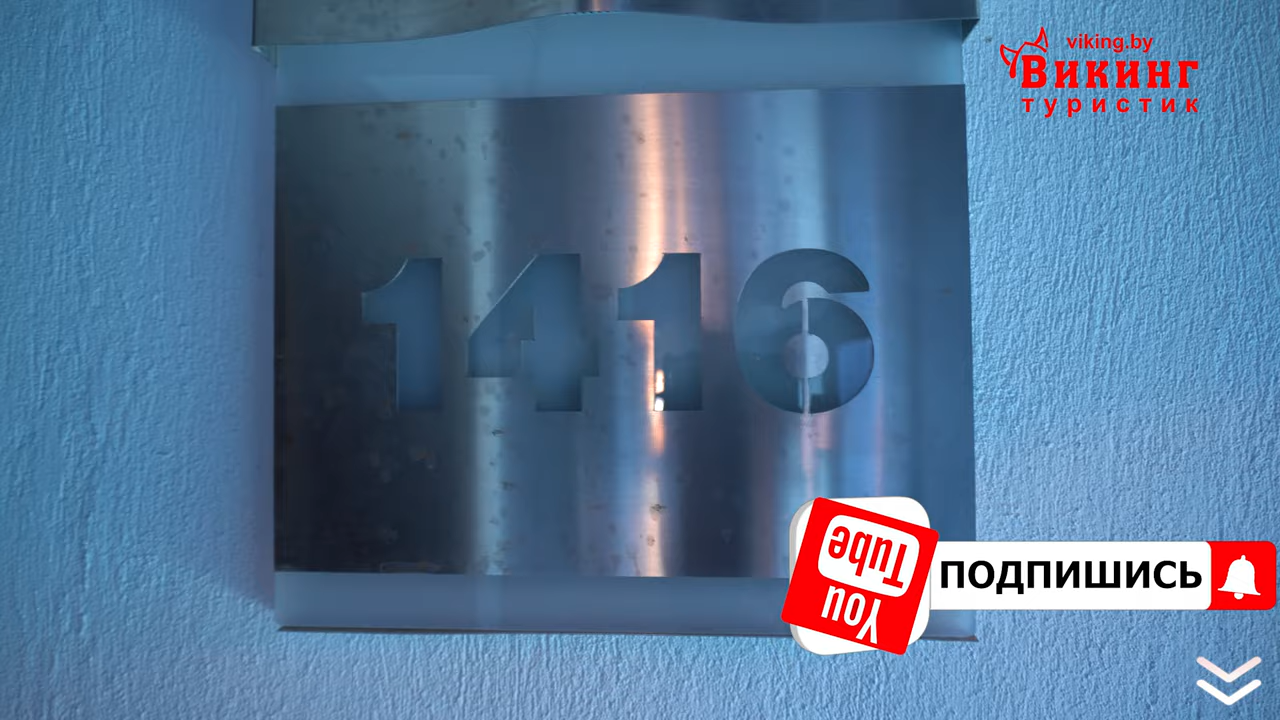 viking.by
Викинг
туристик
1416
You
Tube
ПОДПИШИСЬ